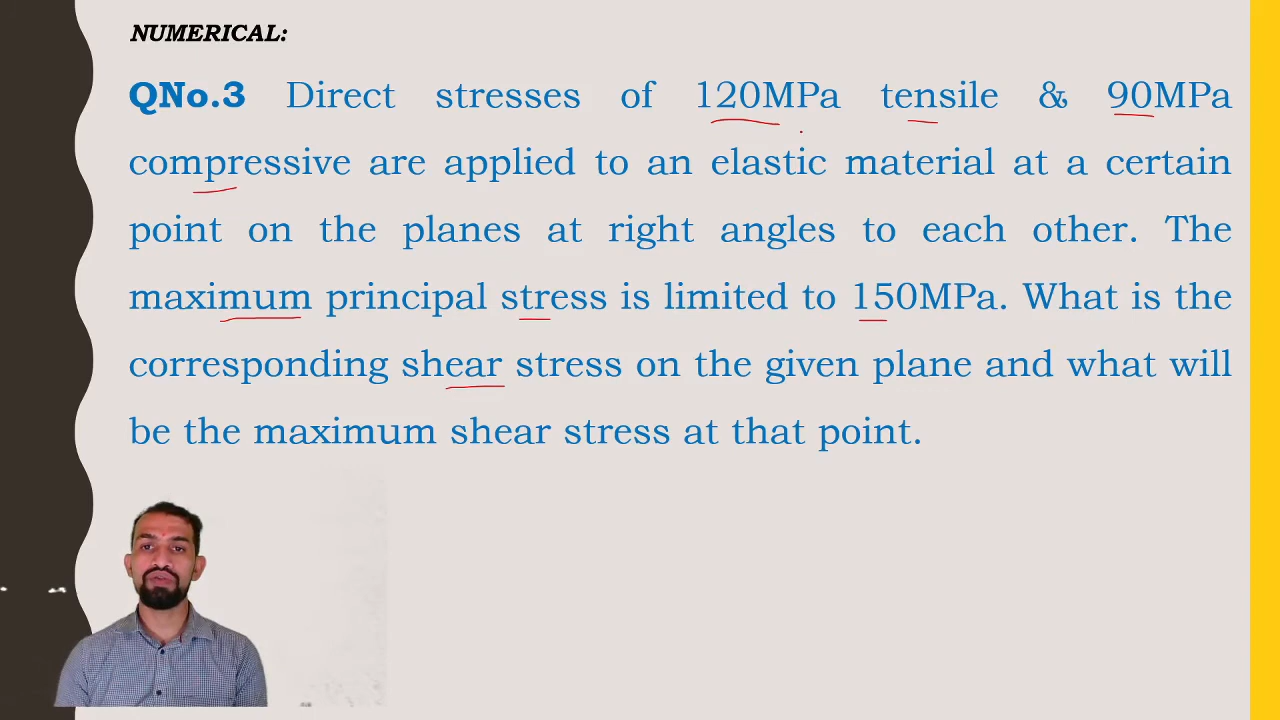 NUMERICAL:
QNo.3 Direct stresses of 120MPa tensile & 90MPa
compressive are applied to an elastic material at a certain
point on the planes at right angles to each other. The
maximum principal stress is limited to 150MPa. What is the
corresponding shear stress on the given plane and what will
be the maximum shear stress at that point.